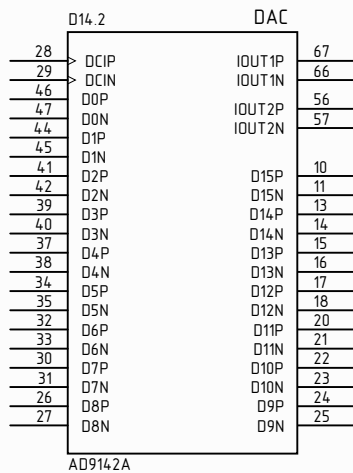 D14.2 DAC
28 DCIP IOUT1P 67
29 DCIN IOUT1N 66
46 D0P
47 D0N IOUT2P 56
44 D1P IOUT2N 57
45 D1N
41 D2P D15P 10
42 D2N D15N 11
39 D3P D14P 13
40 D3N D14N 14
37 D4P D13P 15
38 D4N D13N 16
34 D5P D12P 17
35 D5N D12N 18
32 D6P D11P 20
33 D6N D11N 21
30 D7P D10P 22
31 D7N D10N 23
26 D8P D9P 24
27 D8N D9N 25
AD9142A